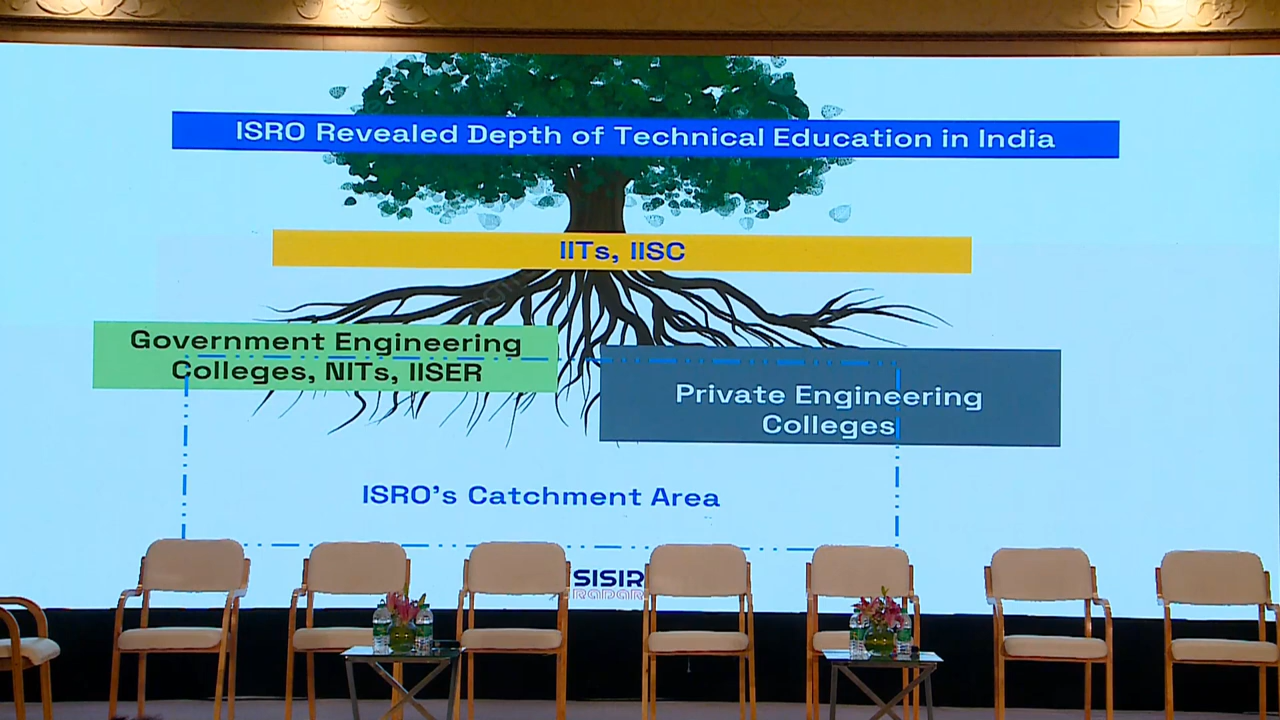 ISRO Revealed Depth of Technical Education in India
IITs, IISC
Government Engineering
Colleges, NITs, IISER
Private Engineering
Colleges
ISRO's Catchment Area
SISIR
RADAR